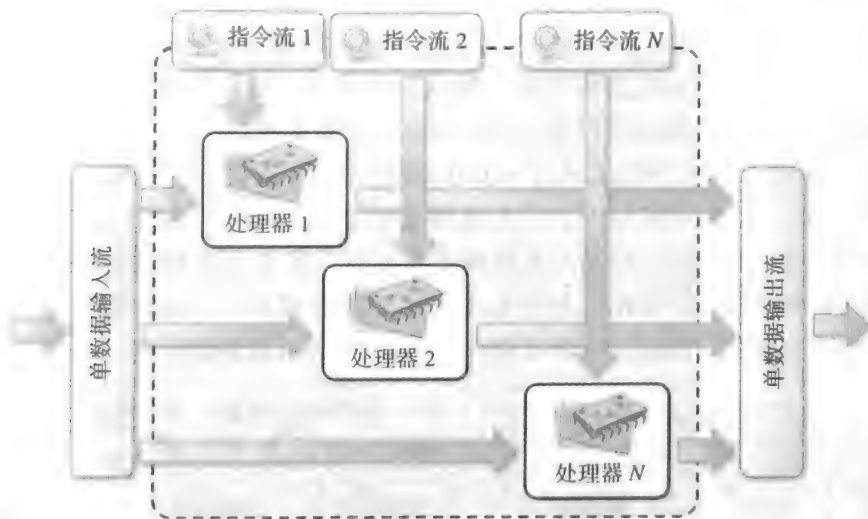 指令流 1
指令流 2
指令流 N
处理器 1
单数据输入流
单数据输出流
处理器 2
处理器 N